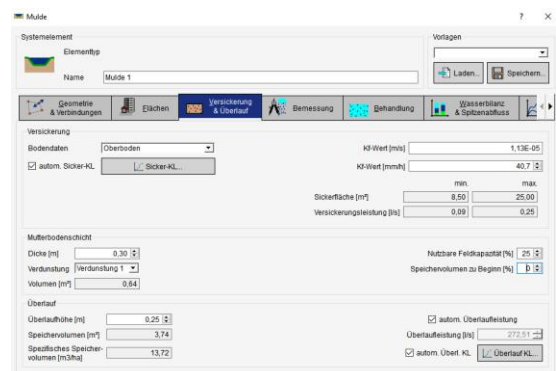 Mulde ? ×
Systemelement
Vorlagen
Elementtyp
Name Mulde 1
Laden... Speichern...
Geometrie & Verbindungen
Flächen
Versickerung & Überlauf
Bemessung
Behandlung
Wasserbilanz & Spitzenabfluss
Versickerung
Bodendaten Oberboden
Kf-Wert [m/s] 1,13E-05
autom. Sicker-KL Sicker-KL...
Kf-Wert [mm/h] 40,7
min. max.
Sickerfläche [m²] 8,50 25,00
Versickerungsleistung [l/s] 0,09 0,25
Mutterbodenschicht
Dicke [m] 0,30
Nutzbare Feldkapazität [%] 25
Verdunstung Verdunstung 1
Speichervolumen zu Beginn [%] 0
Volumen [m³] 0,64
Überlauf
Überlaufhöhe [m] 0,25
autom. Überlaufleistung
Speichervolumen [m³] 3,74
Überlaufleistung [l/s] 272,51
Spezifisches Speicher-
volumen [m3/ha] 13,72
autom. Überl. KL Überlauf KL...